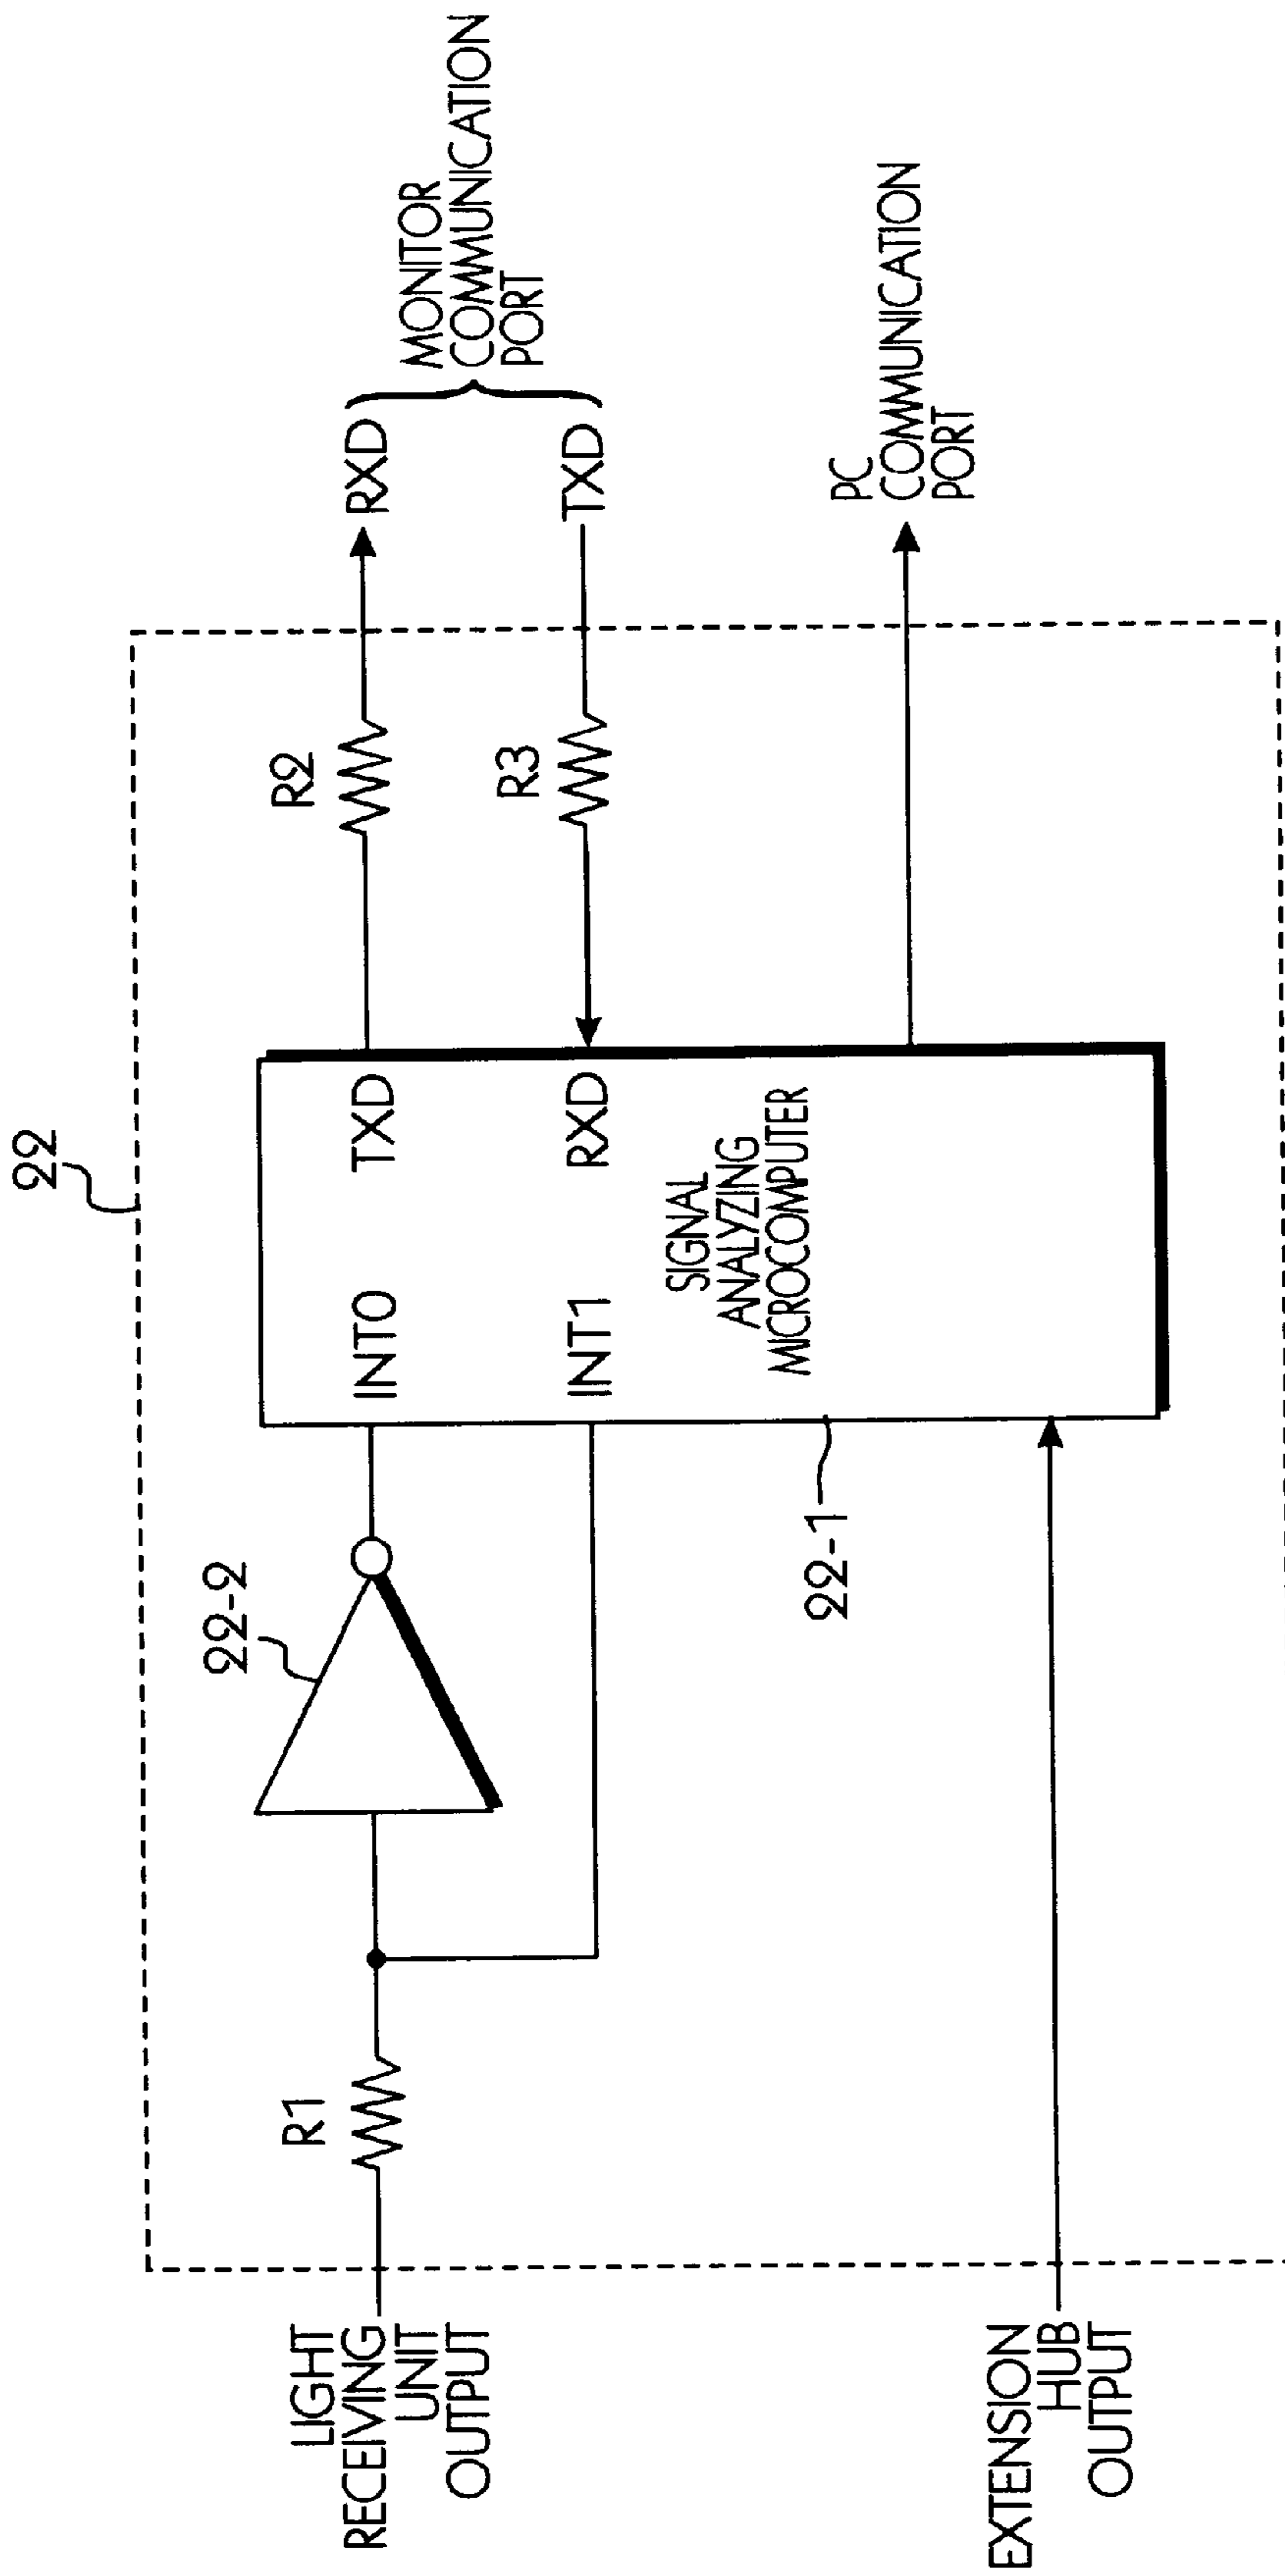 22
LIGHT
RECEIVING
UNIT
OUTPUT
R1
22-2
INT0
INT1
TXD
RXD
SIGNAL
ANALYZING
MICROCOMPUTER
22-1
R2
R3
RXD
TXD
MONITOR
COMMUNICATION
PORT
PC
COMMUNICATION
PORT
EXTENSION
HUB
OUTPUT